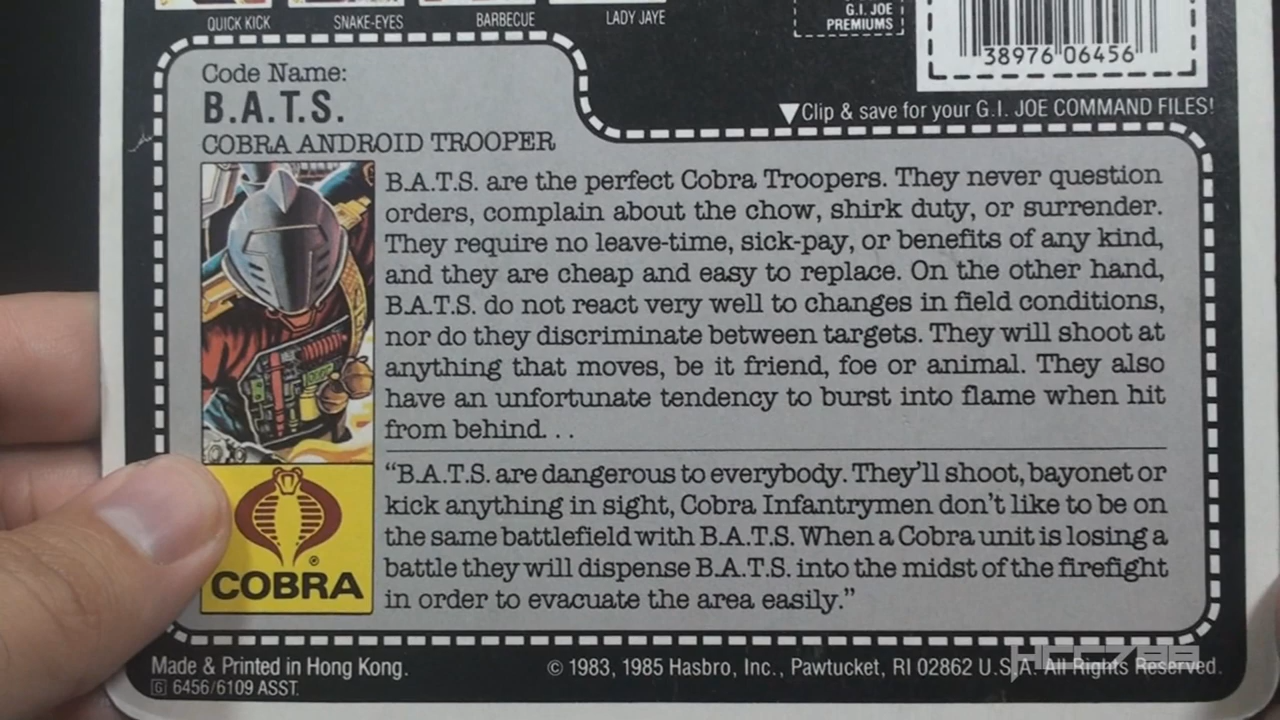 QUICK KICK
SNAKE-EYES
BARBECUE
LADY JAYE
G.I. JOE
PREMIUMS
38976 06456
▼Clip & save for your G.I. JOE COMMAND FILES!
Code Name:
B.A.T.S.
COBRA ANDROID TROOPER
B.A.T.S. are the perfect Cobra Troopers. They never question
orders, complain about the chow, shirk duty, or surrender.
They require no leave-time, sick-pay, or benefits of any kind,
and they are cheap and easy to replace. On the other hand,
B.A.T.S. do not react very well to changes in field conditions,
nor do they discriminate between targets. They will shoot at
anything that moves, be it friend, foe or animal. They also
have an unfortunate tendency to burst into flame when hit
from behind. . .
“B.A.T.S. are dangerous to everybody. They’ll shoot, bayonet or
kick anything in sight, Cobra Infantrymen don’t like to be on
the same battlefield with B.A.T.S. When a Cobra unit is losing a
battle they will dispense B.A.T.S. into the midst of the firefight
in order to evacuate the area easily.”
®
COBRA
Made & Printed in Hong Kong.
G 6456/6109 ASST.
© 1983, 1985 Hasbro, Inc., Pawtucket, RI 02862 U.S.A. All Rights Reserved.
HCC788